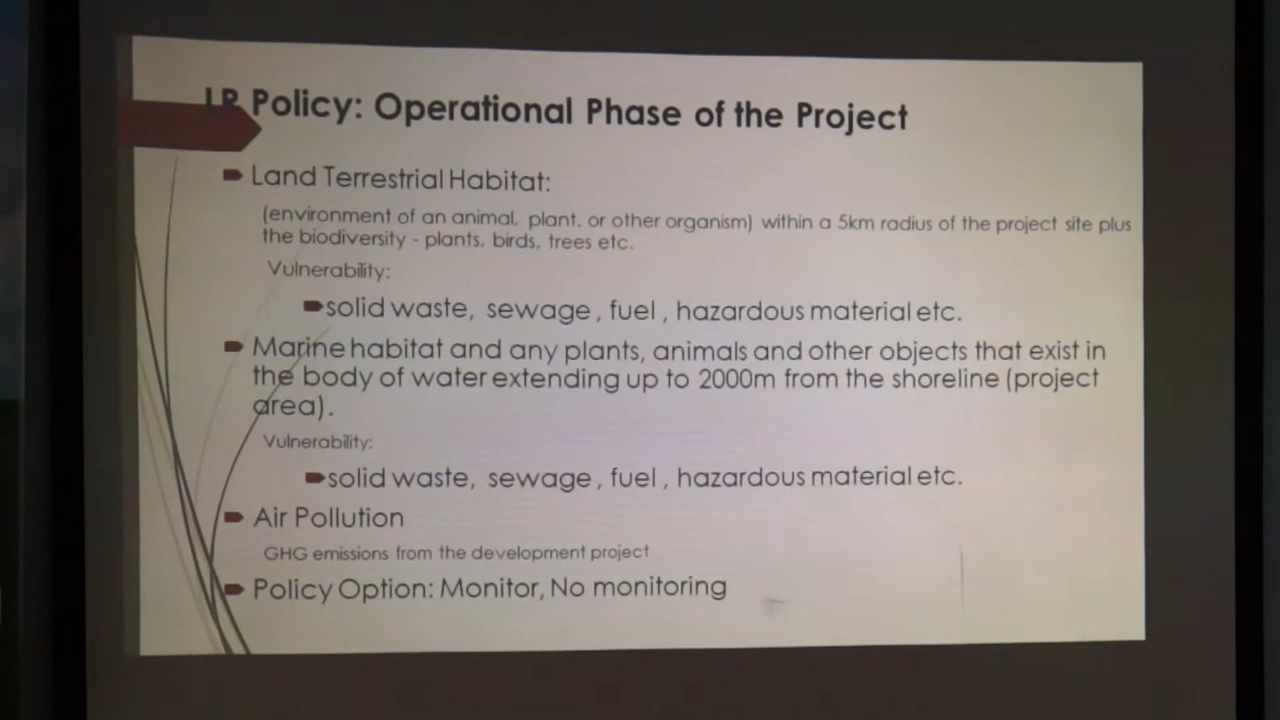 LR Policy: Operational Phase of the Project
Land Terrestrial Habitat:
(environment of an animal, plant, or other organism) within a 5km radius of the project site plus
the biodiversity - plants, birds, trees etc.
Vulnerability:
solid waste, sewage , fuel , hazardous material etc.
Marine habitat and any plants, animals and other objects that exist in
the body of water extending up to 2000m from the shoreline (project
area).
Vulnerability:
solid waste, sewage , fuel , hazardous material etc.
Air Pollution
GHG emissions from the development project
Policy Option: Monitor, No monitoring